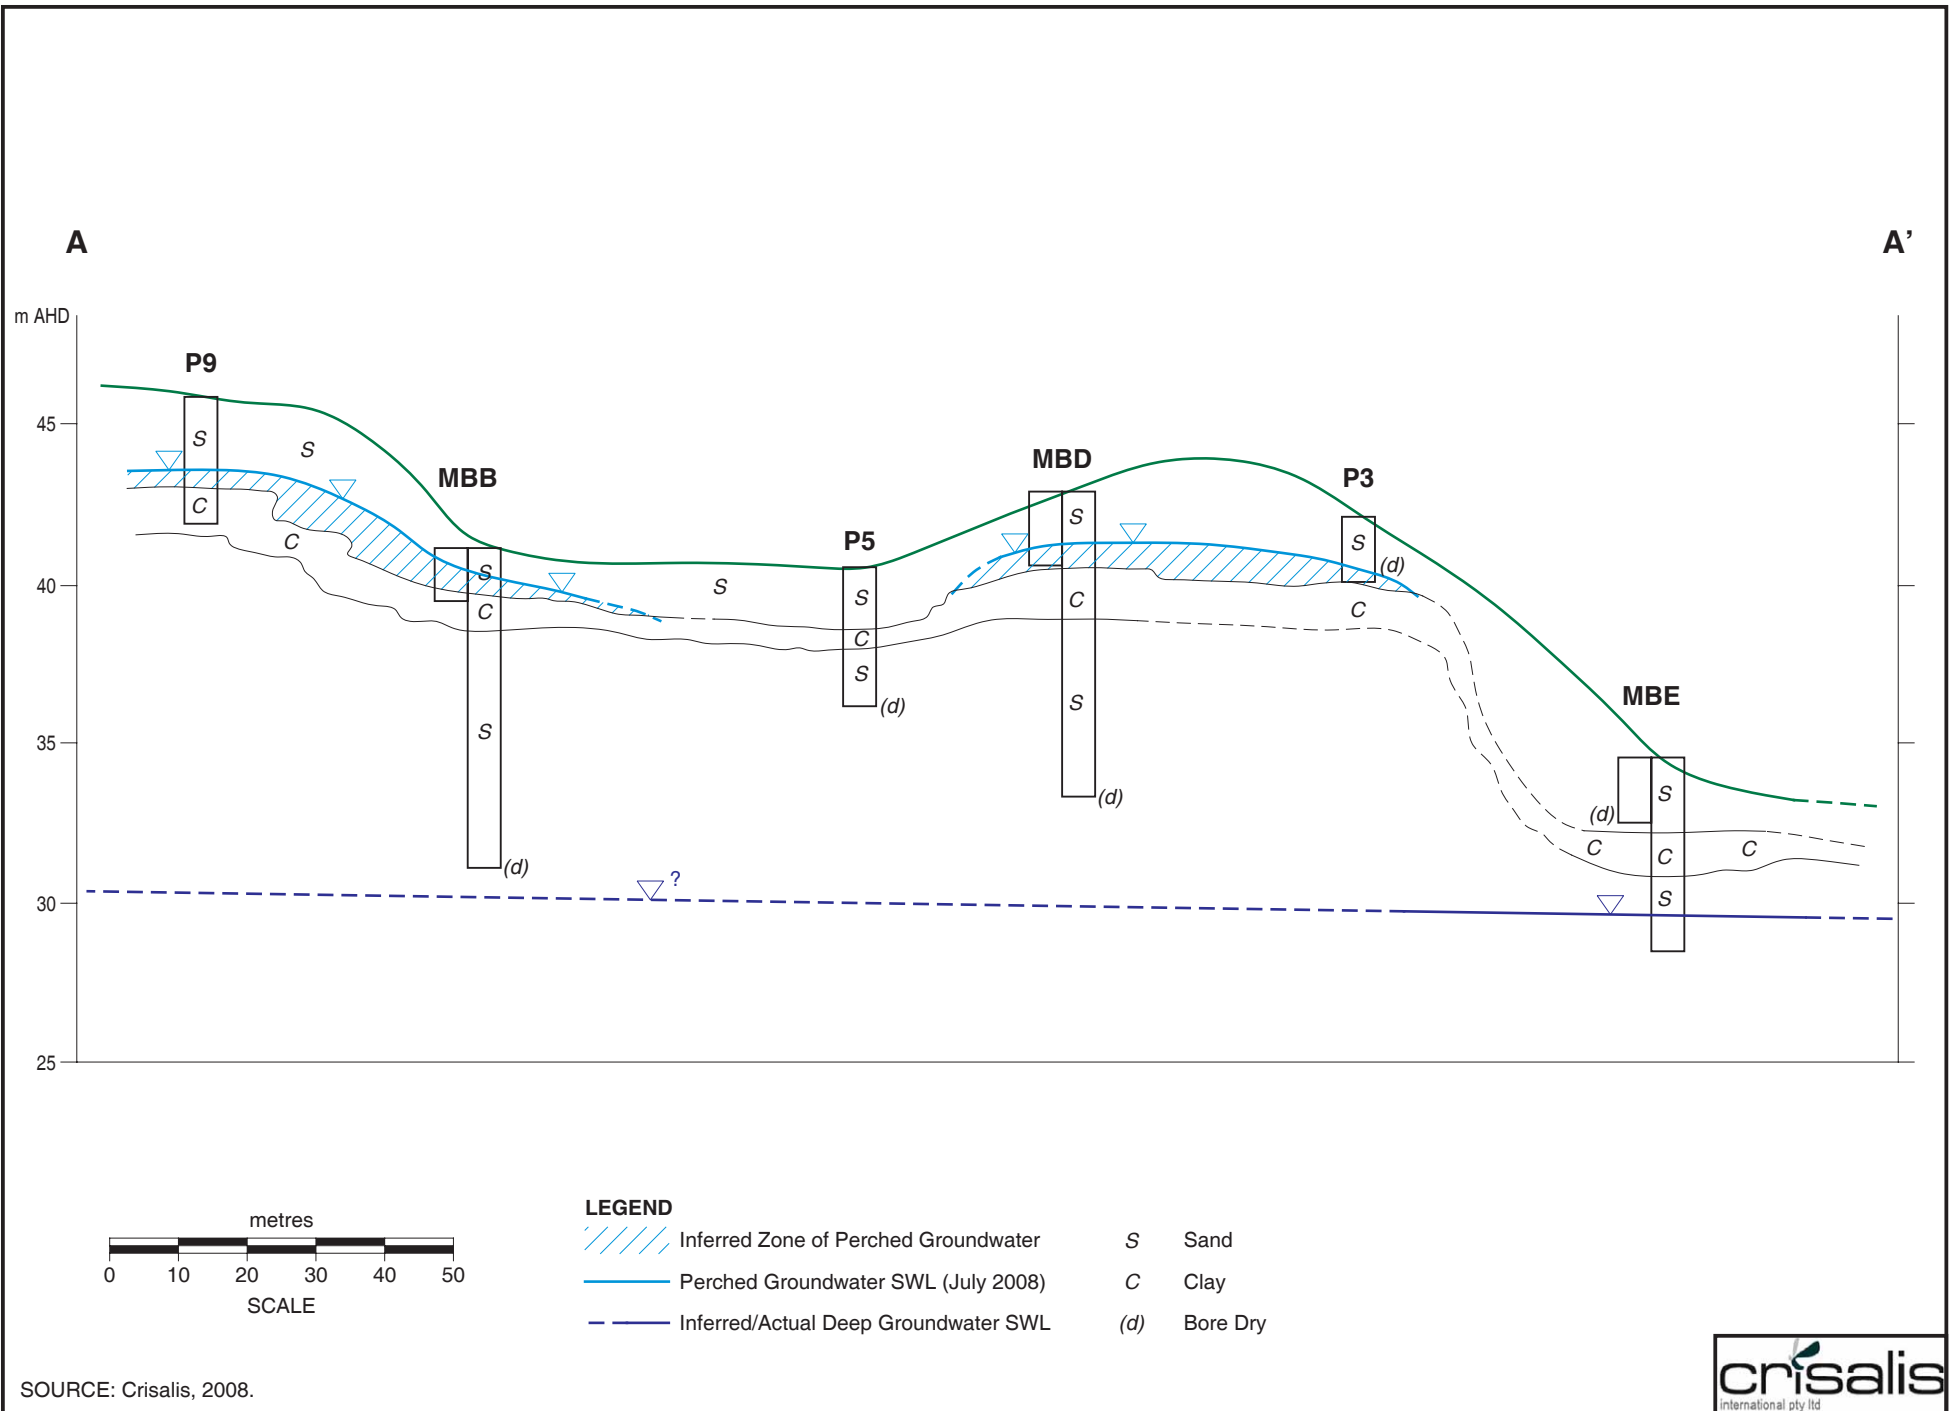 A
A’
m AHD
P9
45
S
S
C
C
MBB
S
C
S
(d)
40
S
P5
S
C
S
(d)
MBD
S
C
S
(d)
P3
S
(d)
C
35
MBE
S
(d)
C
C
C
S
30
?
25
metres
0 10 20 30 40 50
SCALE
LEGEND
Inferred Zone of Perched Groundwater
Perched Groundwater SWL (July 2008)
Inferred/Actual Deep Groundwater SWL
S Sand
C Clay
(d) Bore Dry
SOURCE: Crisalis, 2008.
crisalis
international pty ltd